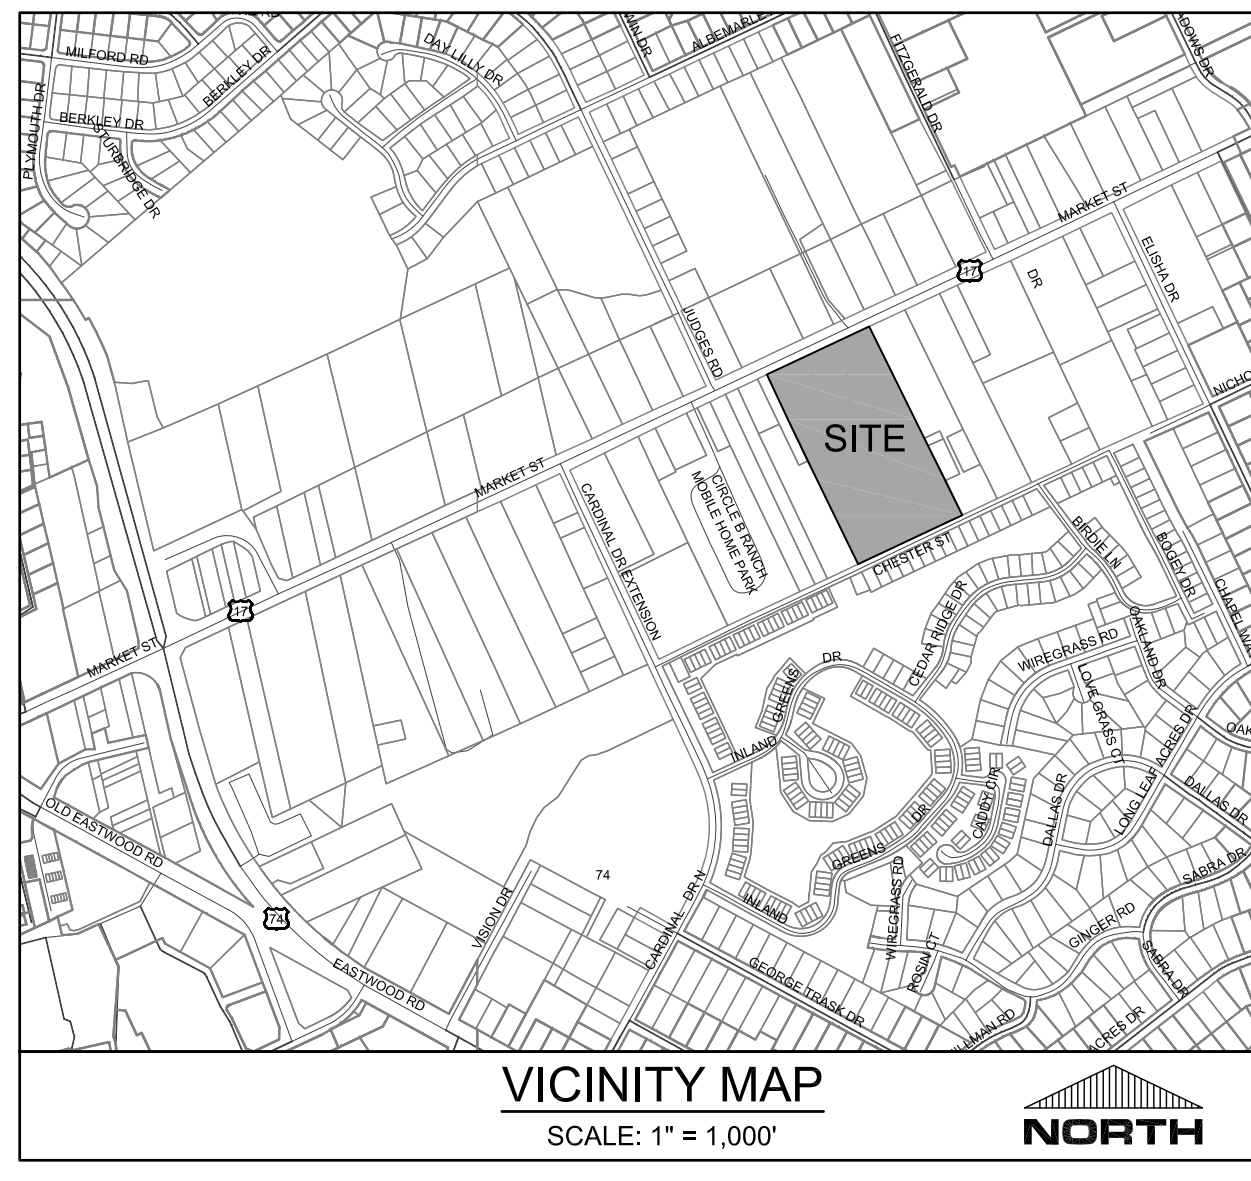 MILFORD RD
DAY LILLY DR
ALBEMARLE
FITZGERALD DR
BERKLEY DR
PLYMOUTH DR
BERKLEY DR
STURBRIDGE DR
MARKET ST
ELISHA DR
17
DR
JUDGES RD
SITE
MARKET ST
CARDINAL DR EXTENSION
CIRCLE B RANCH
MOBILE HOME PARK
CHESTER ST
BIRDIE LN
BOGEY DR
17
MARKET ST
CEDAR RIDGE DR
OAKLAND DR
WIREGRASS RD
LOVE GRASS CT
GREENS
DR
INLAND
LONG LEAF ACRES DR
DALLAS DR
DALLAS DR
CADDY CIR
DR
GREENS
OLD EASTWOOD RD
74
SABRA DR
74
VISION DR
CARDINAL DR N
INLAND
WIREGRASS RD
ROSIN CT
GINGER RD
SABRA DR
EASTWOOD RD
GEORGE TRASK DR
ACRES DR
VICINITY MAP
SCALE: 1" = 1,000'
NORTH